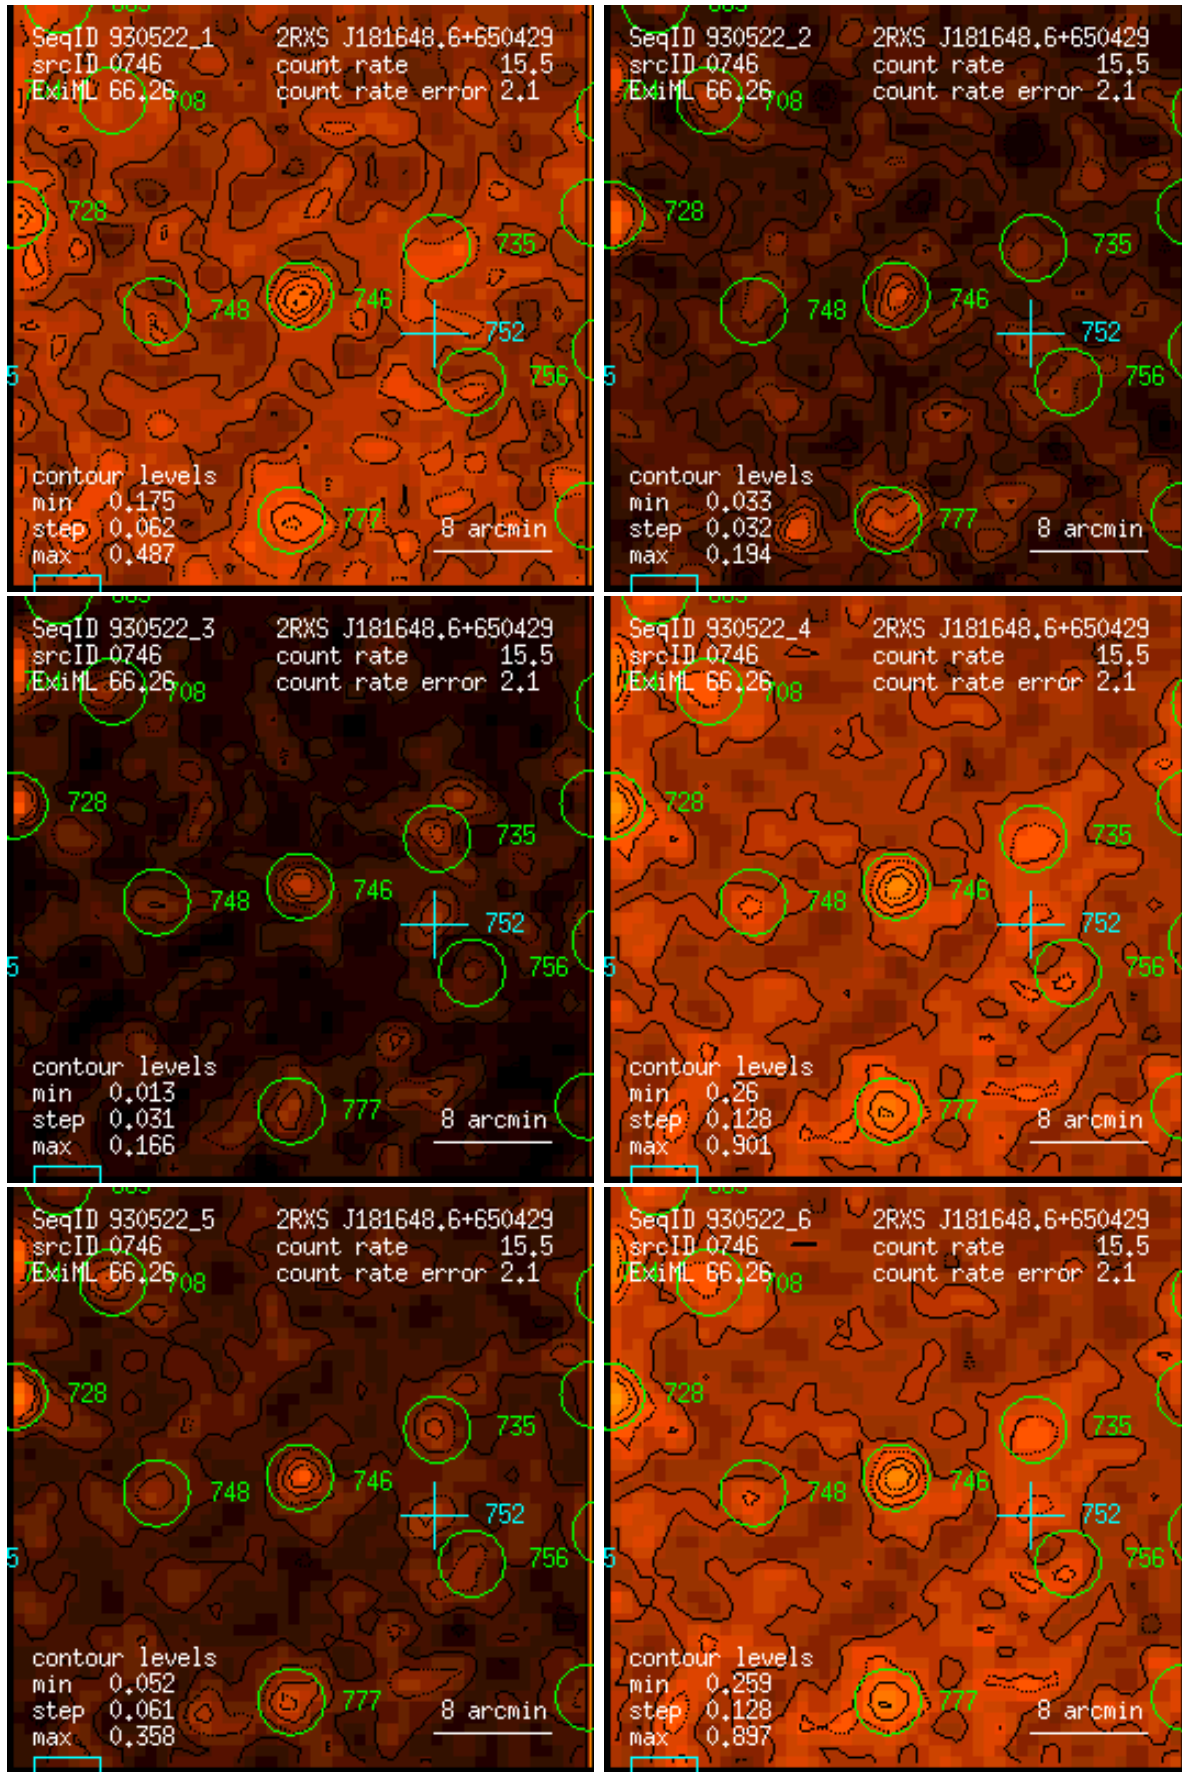 SeqID 930522_1 2RXS J181648.6+650429
srcID 0746 count rate 15.5
ExiML 66.26 708 count rate error 2.1
728
735
748 746
752
5 756
contour levels
min 0.175
step 0.062 777 8 arcmin
max 0.487
SeqID 930522_2 2RXS J181648.6+650429
srcID 0746 count rate 15.5
ExiML 66.26 708 count rate error 2.1
728
735
748 746
752
5 756
contour levels
min 0.033
step 0.032 777 8 arcmin
max 0.194
SeqID 930522_3 2RXS J181648.6+650429
srcID 0746 count rate 15.5
ExiML 66.26 708 count rate error 2.1
728
735
748 746
752
5 756
contour levels
min 0.013
step 0.031 777 8 arcmin
max 0.166
SeqID 930522_4 2RXS J181648.6+650429
srcID 0746 count rate 15.5
ExiML 66.26 708 count rate error 2.1
728
735
748 746
752
5 756
contour levels
min 0.26
step 0.128 777 8 arcmin
max 0.901
SeqID 930522_5 2RXS J181648.6+650429
srcID 0746 count rate 15.5
ExiML 66.26 708 count rate error 2.1
728
735
748 746
752
5 756
contour levels
min 0.052
step 0.061 777 8 arcmin
max 0.358
SeqID 930522_6 2RXS J181648.6+650429
srcID 0746 count rate 15.5
ExiML 66.26 708 count rate error 2.1
728
735
748 746
752
5 756
contour levels
min 0.259
step 0.128 777 8 arcmin
max 0.897